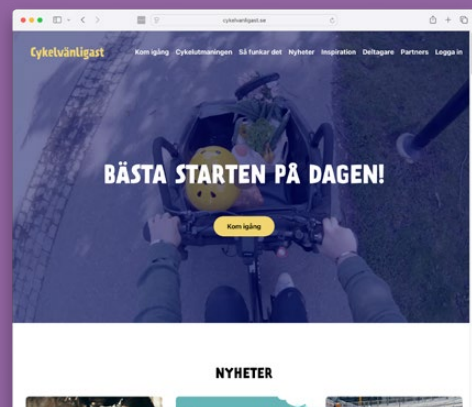 cykelvanligast.se
Cykelvänligast
Kom igång Cykelutmaningen Så funkar det Nyheter Inspiration Deltagare Partners Logga in
BÄSTA STARTEN PÅ DAGEN!
Kom igång
NYHETER